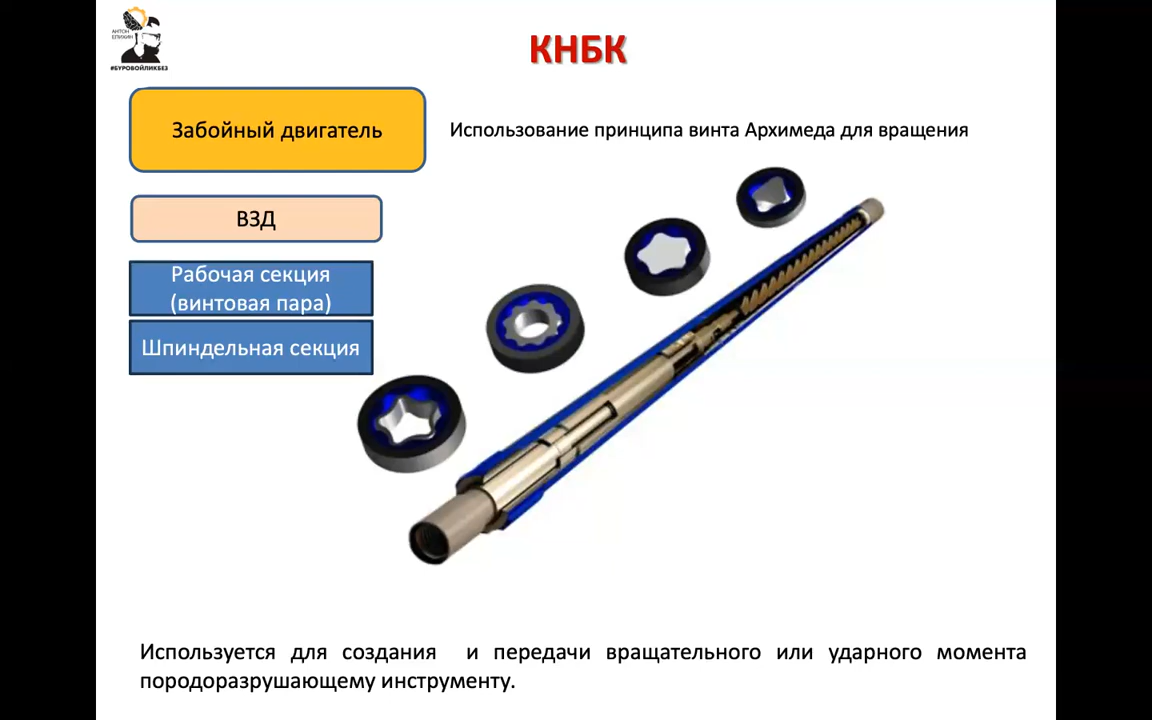 АНТОН
ЕПИХИН
#БУРОВОЙЛИКБЕЗ
КНБК
Забойный двигатель
Использование принципа винта Архимеда для вращения
ВЗД
Рабочая секция
(винтовая пара)
Шпиндельная секция
Используется для создания и передачи вращательного или ударного момента
породоразрушающему инструменту.